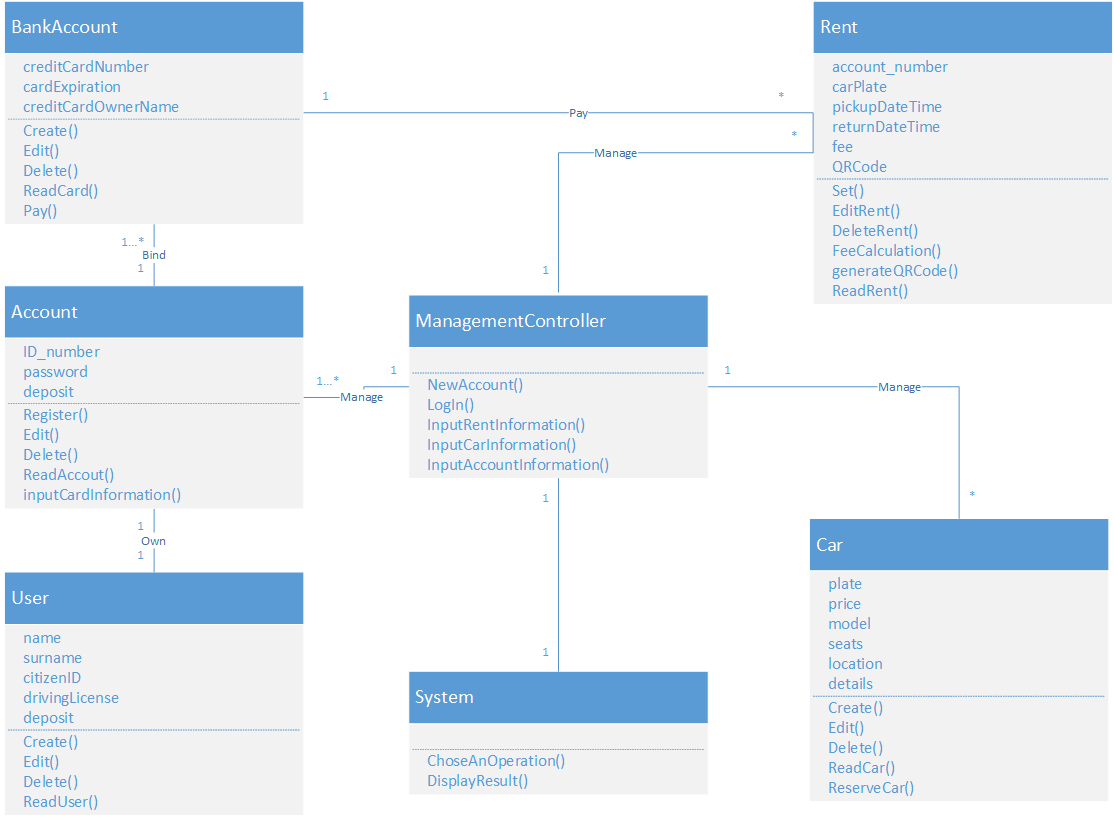 BankAccount
creditCardNumber
cardExpiration
creditCardOwnerName
Create()
Edit()
Delete()
ReadCard()
Pay()
Rent
account_number
carPlate
pickupDateTime
returnDateTime
fee
QRCode
Set()
EditRent()
DeleteRent()
FeeCalculation()
generateQRCode()
ReadRent()
1
*
Pay
*
Manage
1
1...*
Bind
1
Account
ID_number
password
deposit
Register()
Edit()
Delete()
ReadAccout()
inputCardInformation()
1...*
1
Manage
ManagementController
NewAccount()
LogIn()
InputRentInformation()
InputCarInformation()
InputAccountInformation()
1
Manage
*
1
Own
1
User
name
surname
citizenID
drivingLicense
deposit
Create()
Edit()
Delete()
ReadUser()
1
1
System
ChoseAnOperation()
DisplayResult()
Car
plate
price
model
seats
location
details
Create()
Edit()
Delete()
ReadCar()
ReserveCar()